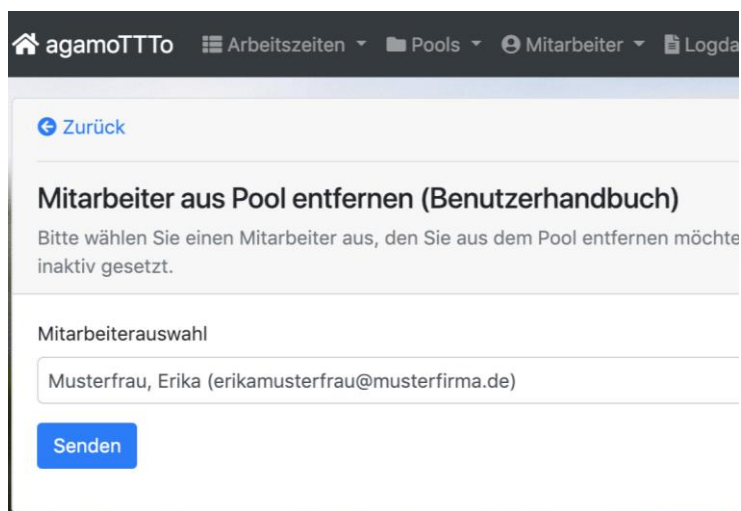 agamoTTTo Arbeitszeiten Pools Mitarbeiter Logda
Zurück
Mitarbeiter aus Pool entfernen (Benutzerhandbuch)
Bitte wählen Sie einen Mitarbeiter aus, den Sie aus dem Pool entfernen möchte
inaktiv gesetzt.
Mitarbeiterauswahl
Musterfrau, Erika (erikamusterfrau@musterfirma.de)
Senden